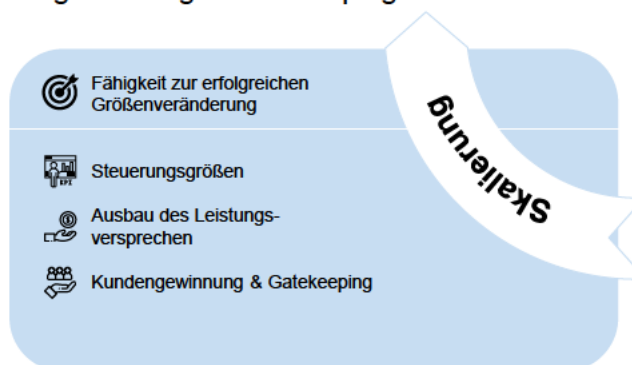 Fähigkeit zur erfolgreichen
Größenveränderung
Skalierung
KPI
Steuerungsgrößen
Ausbau des Leistungs-
versprechen
Kundengewinnung & Gatekeeping